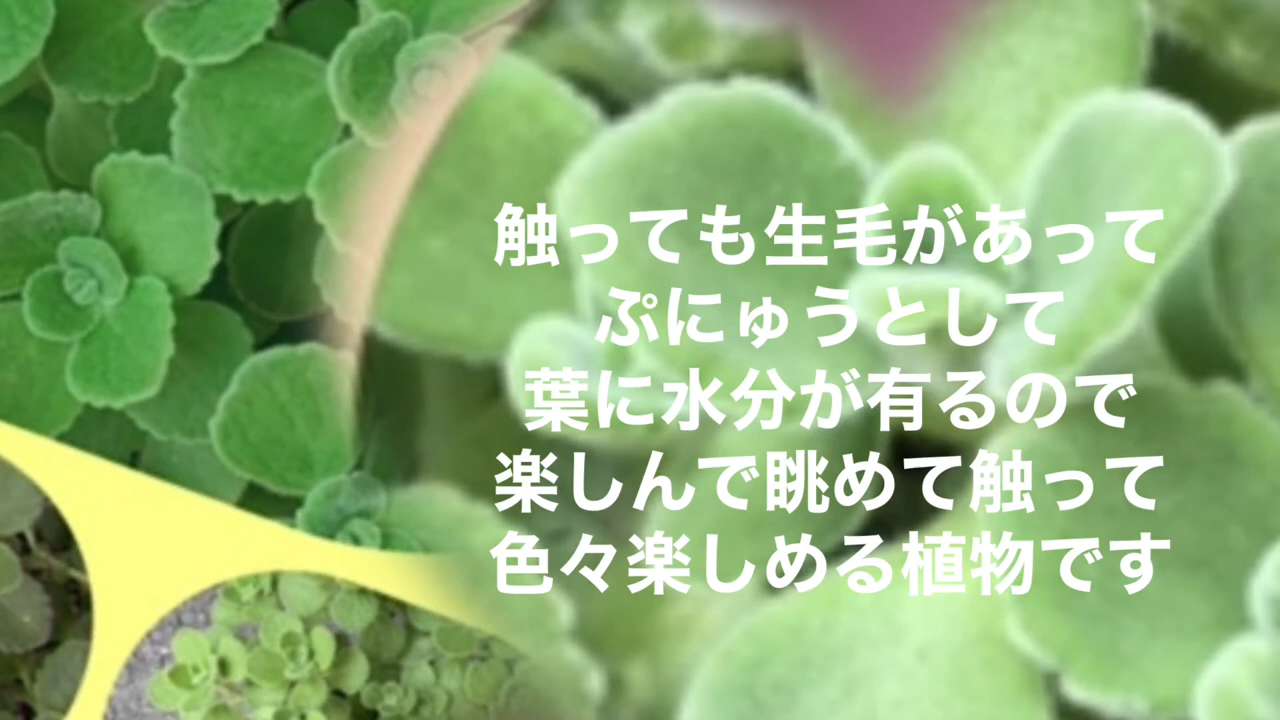 触っても生毛があって
ぷにゅうとして
葉に水分が有るので
楽しんで眺めて触って
色々楽しめる植物です